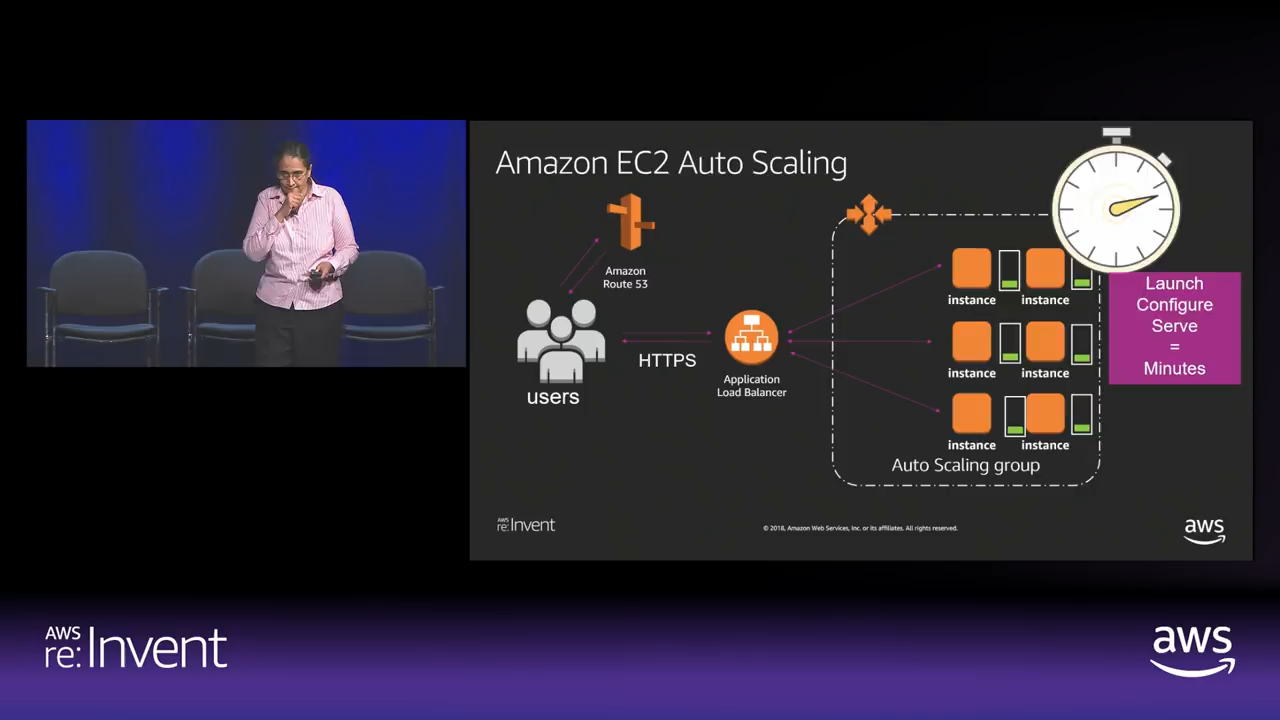 Amazon EC2 Auto Scaling
Amazon
Route 53
users
HTTPS
Application
Load Balancer
instance
instance
instance
instance
instance
instance
Auto Scaling group
Launch
Configure
Serve
=
Minutes
AWS
re:Invent
© 2018, Amazon Web Services, Inc. or its affiliates. All rights reserved.
aws
AWS
re:Invent
aws